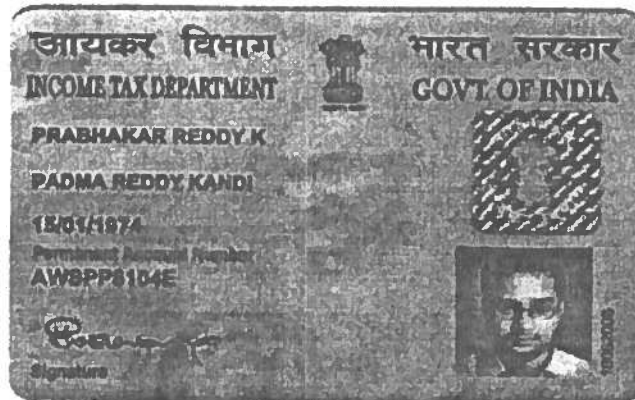 आयकर विभाग
भारत सरकार
INCOME TAX DEPARTMENT
GOVT. OF INDIA
PRABHAKAR REDDY K
PADMA REDDY KANDI
15/01/1974
Permanent Account Number
AWSPP8104E
Signature